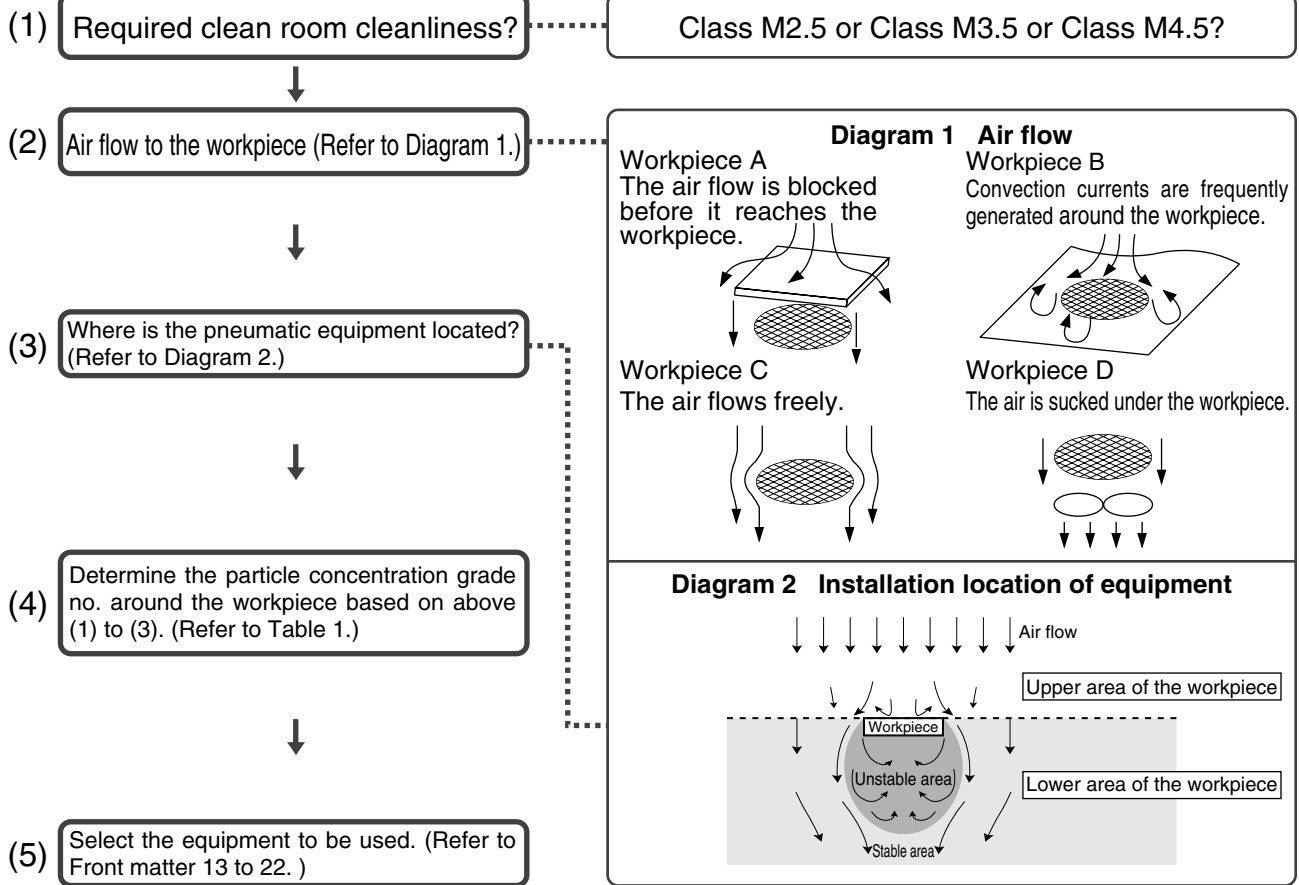 (1) Required clean room cleanliness?
Class M2.5 or Class M3.5 or Class M4.5?
(2) Air flow to the workpiece (Refer to Diagram 1.)
Diagram 1 Air flow
Workpiece A
The air flow is blocked
before it reaches the
workpiece.
Workpiece B
Convection currents are frequently
generated around the workpiece.
(3) Where is the pneumatic equipment located?
(Refer to Diagram 2.)
Workpiece C
The air flows freely.
Workpiece D
The air is sucked under the workpiece.
(4) Determine the particle concentration grade
no. around the workpiece based on above
(1) to (3). (Refer to Table 1.)
Diagram 2 Installation location of equipment
Air flow
Upper area of the workpiece
Workpiece
Unstable area
Lower area of the workpiece
Stable area
(5) Select the equipment to be used. (Refer to
Front matter 13 to 22. )